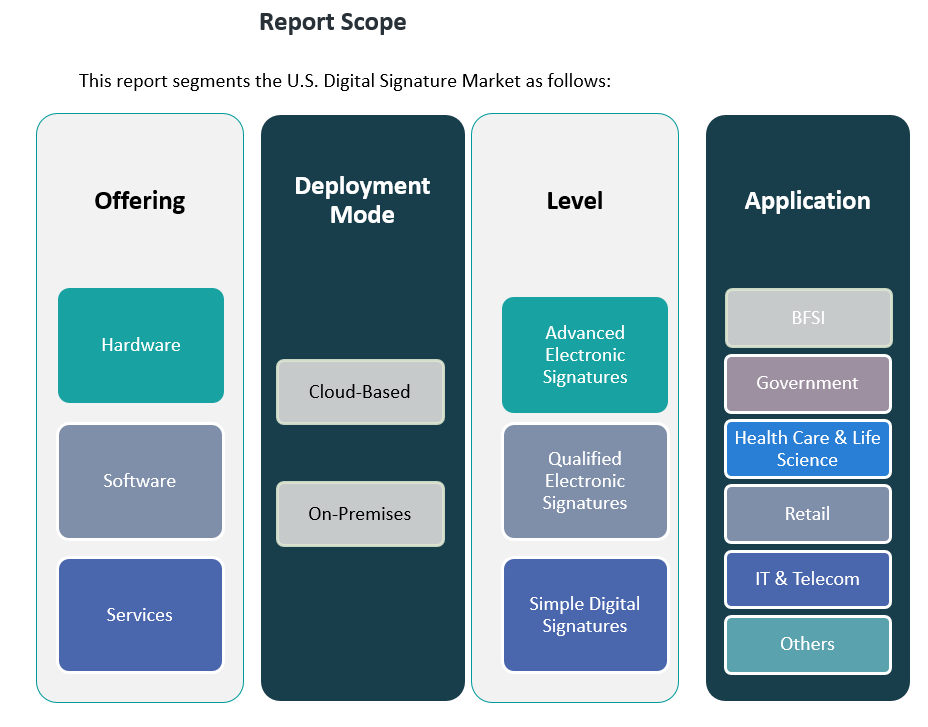 Report Scope
This report segments the U.S. Digital Signature Market as follows:
Offering
Hardware
Software
Services
Deployment
Mode
Cloud-Based
On-Premises
Level
Advanced
Electronic
Signatures
Qualified
Electronic
Signatures
Simple Digital
Signatures
Application
BFSI
Government
Health Care & Life
Science
Retail
IT & Telecom
Others